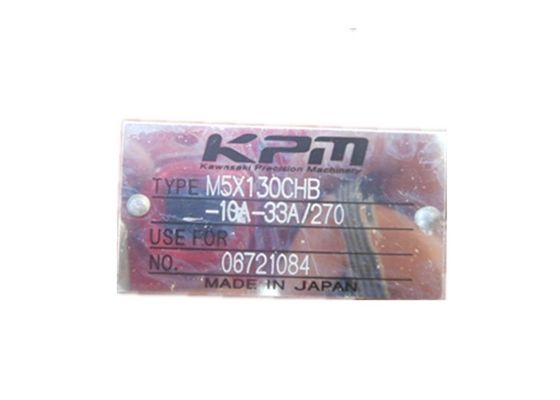 KPM
Kawasaki Precision Machinery
TYPE M5X130CHB
-10A-33A/270
USE FOR
NO. 06721084
MADE IN JAPAN